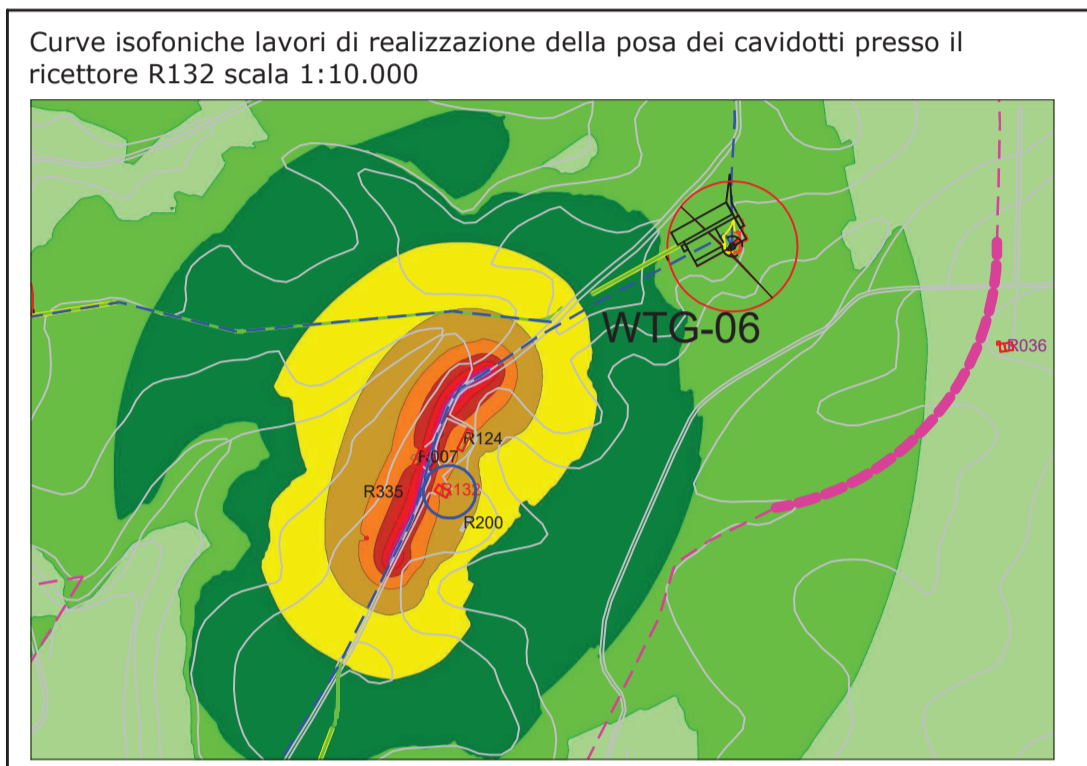 Curve isofoniche lavori di realizzazione della posa dei cavidotti presso il
ricettore R132 scala 1:10.000
WTG-06
R036
R124
R007
R335
R132
R200